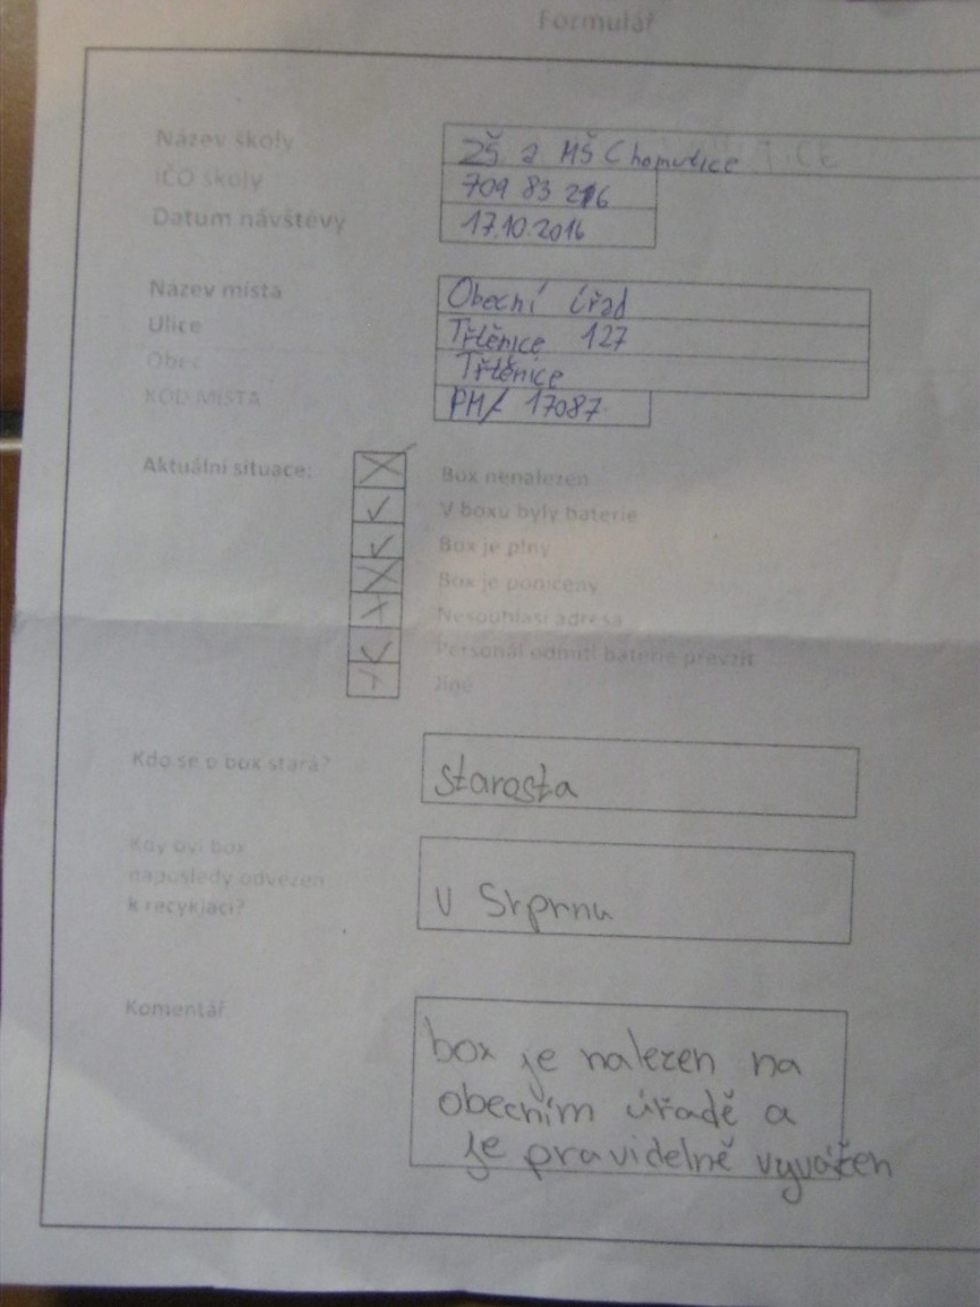 Formulář
Název školy ZŠ a MŠ Chomutice TICE
IČO školy 709 83 216
Datum návštěvy 17.10.2016
Název místa Obecní úřad
Ulice Třtěnice 127
Obec Třtěnice
KÓD MÍSTA PM/ 17087
Aktuální situace: Box nenalezen
V boxu byly baterie
Box je plný
Box je poničený
Nesouhlasí adresa
Personál odmítl baterie převzít
Jiné
Kdo se o box stará? starosta
Kdy byl box
naposledy odvezen
k recyklaci? v Srprnu
Komentář
box je nalezen na
obecním úřadě a
je pravidelně vyvážen